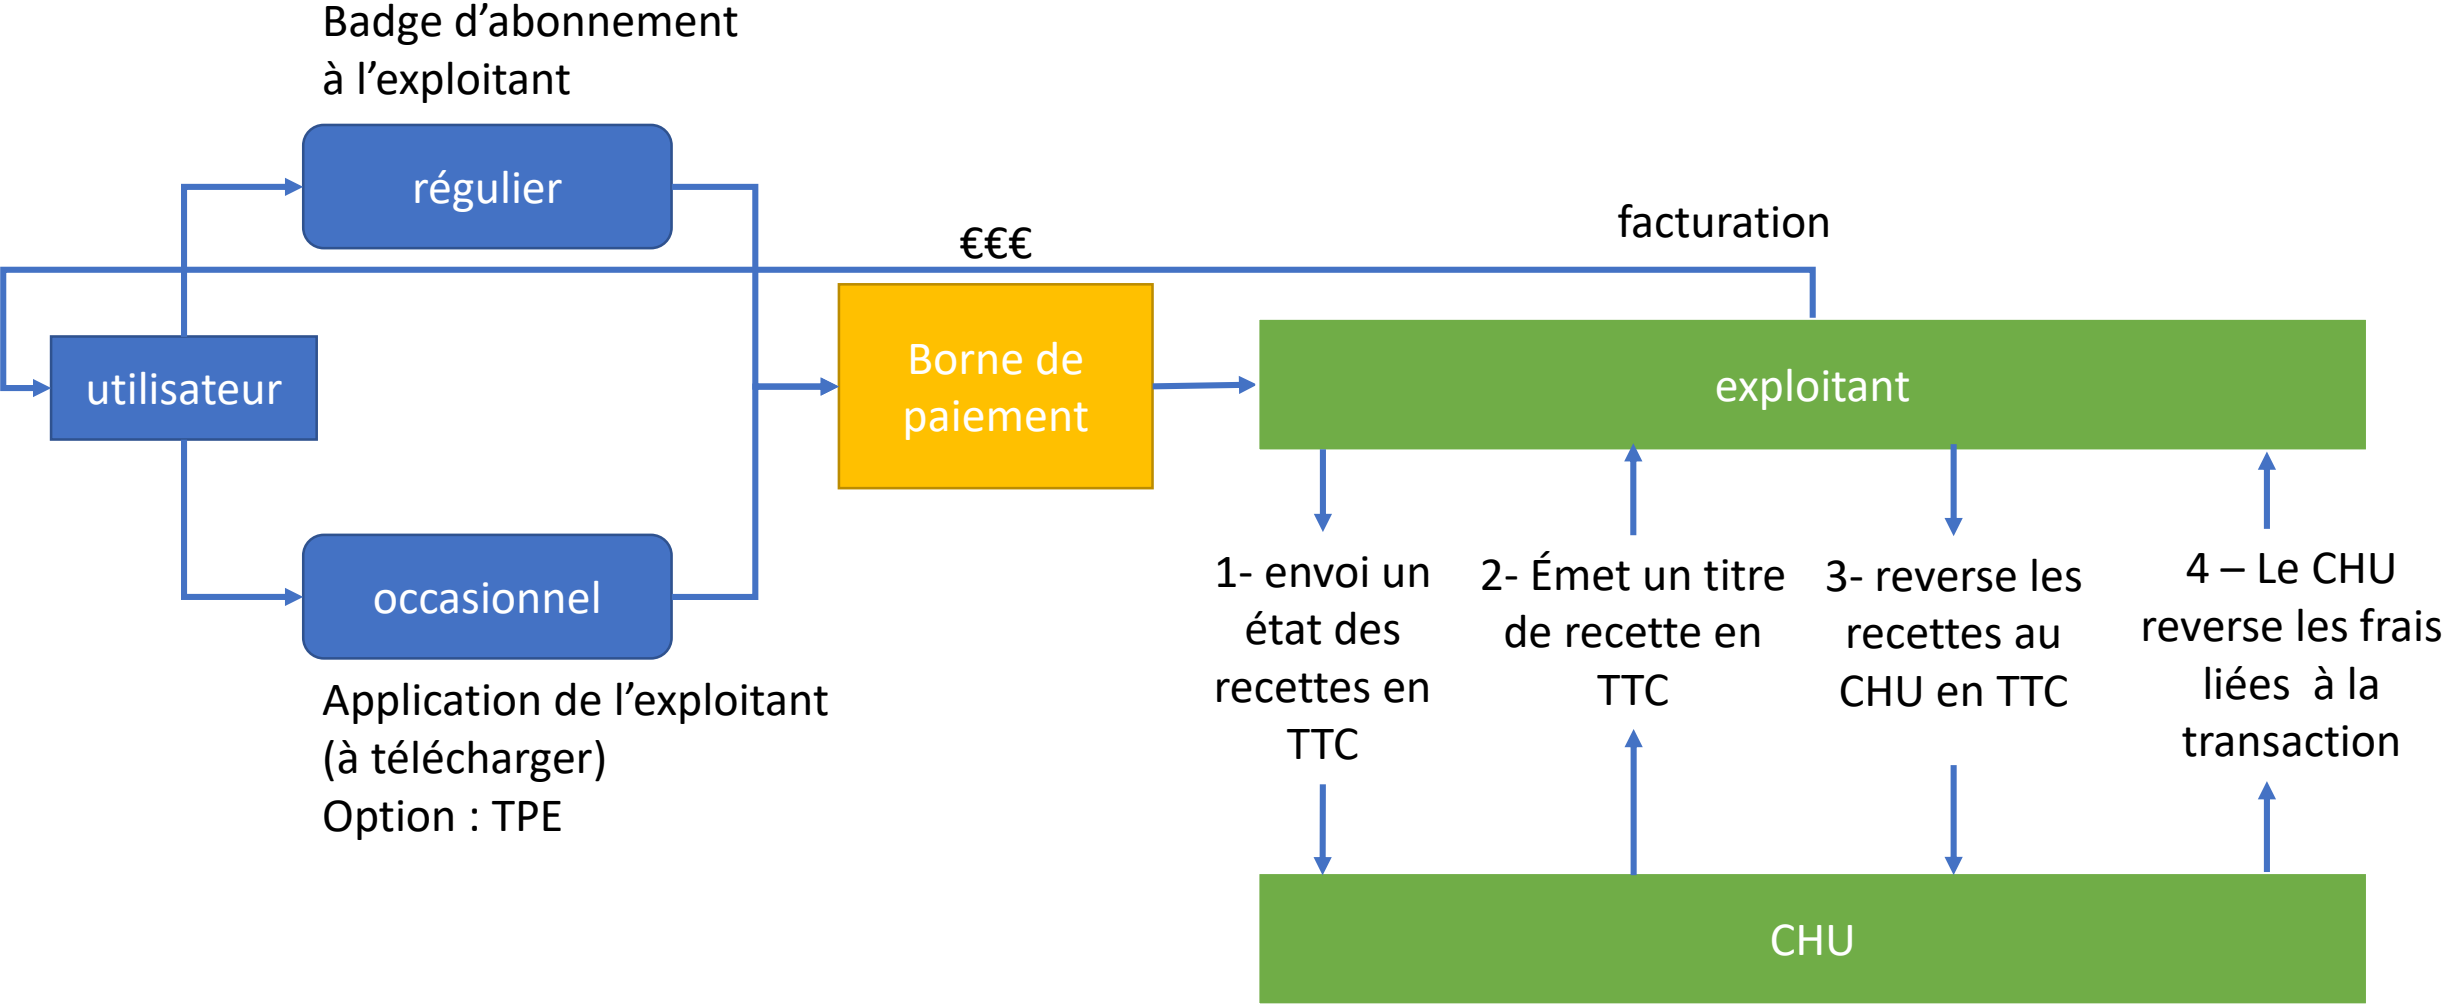 Badge d’abonnement
à l’exploitant
régulier
€€€
facturation
utilisateur
Borne de
paiement
exploitant
occasionnel
Application de l’exploitant
(à télécharger)
Option : TPE
1- envoi un
état des
recettes en
TTC
2- Émet un titre
de recette en
TTC
3- reverse les
recettes au
CHU en TTC
4 – Le CHU
reverse les frais
liées  à la
transaction
CHU